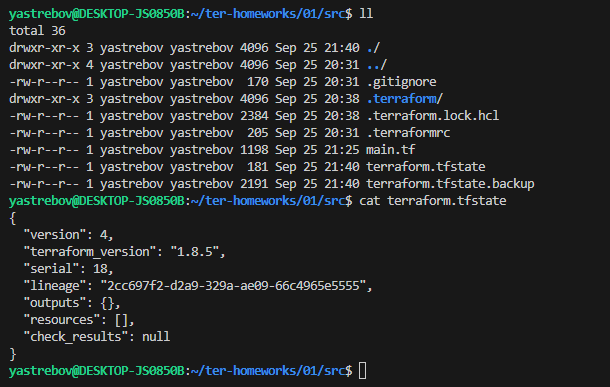 yastrebov@DESKTOP-JS0850B:~/ter-homeworks/01/src$ ll
total 36
drwxr-xr-x 3 yastrebov yastrebov 4096 Sep 25 21:40 ./
drwxr-xr-x 4 yastrebov yastrebov 4096 Sep 25 20:31 ../
-rw-r--r-- 1 yastrebov yastrebov  170 Sep 25 20:31 .gitignore
drwxr-xr-x 3 yastrebov yastrebov 4096 Sep 25 20:38 .terraform/
-rw-r--r-- 1 yastrebov yastrebov 2384 Sep 25 20:38 .terraform.lock.hcl
-rw-r--r-- 1 yastrebov yastrebov  205 Sep 25 20:31 .terraformrc
-rw-r--r-- 1 yastrebov yastrebov 1198 Sep 25 21:25 main.tf
-rw-r--r-- 1 yastrebov yastrebov  181 Sep 25 21:40 terraform.tfstate
-rw-r--r-- 1 yastrebov yastrebov 2191 Sep 25 21:40 terraform.tfstate.backup
yastrebov@DESKTOP-JS0850B:~/ter-homeworks/01/src$ cat terraform.tfstate
{
  "version": 4,
  "terraform_version": "1.8.5",
  "serial": 18,
  "lineage": "2cc697f2-d2a9-329a-ae09-66c4965e5555",
  "outputs": {},
  "resources": [],
  "check_results": null
}
yastrebov@DESKTOP-JS0850B:~/ter-homeworks/01/src$